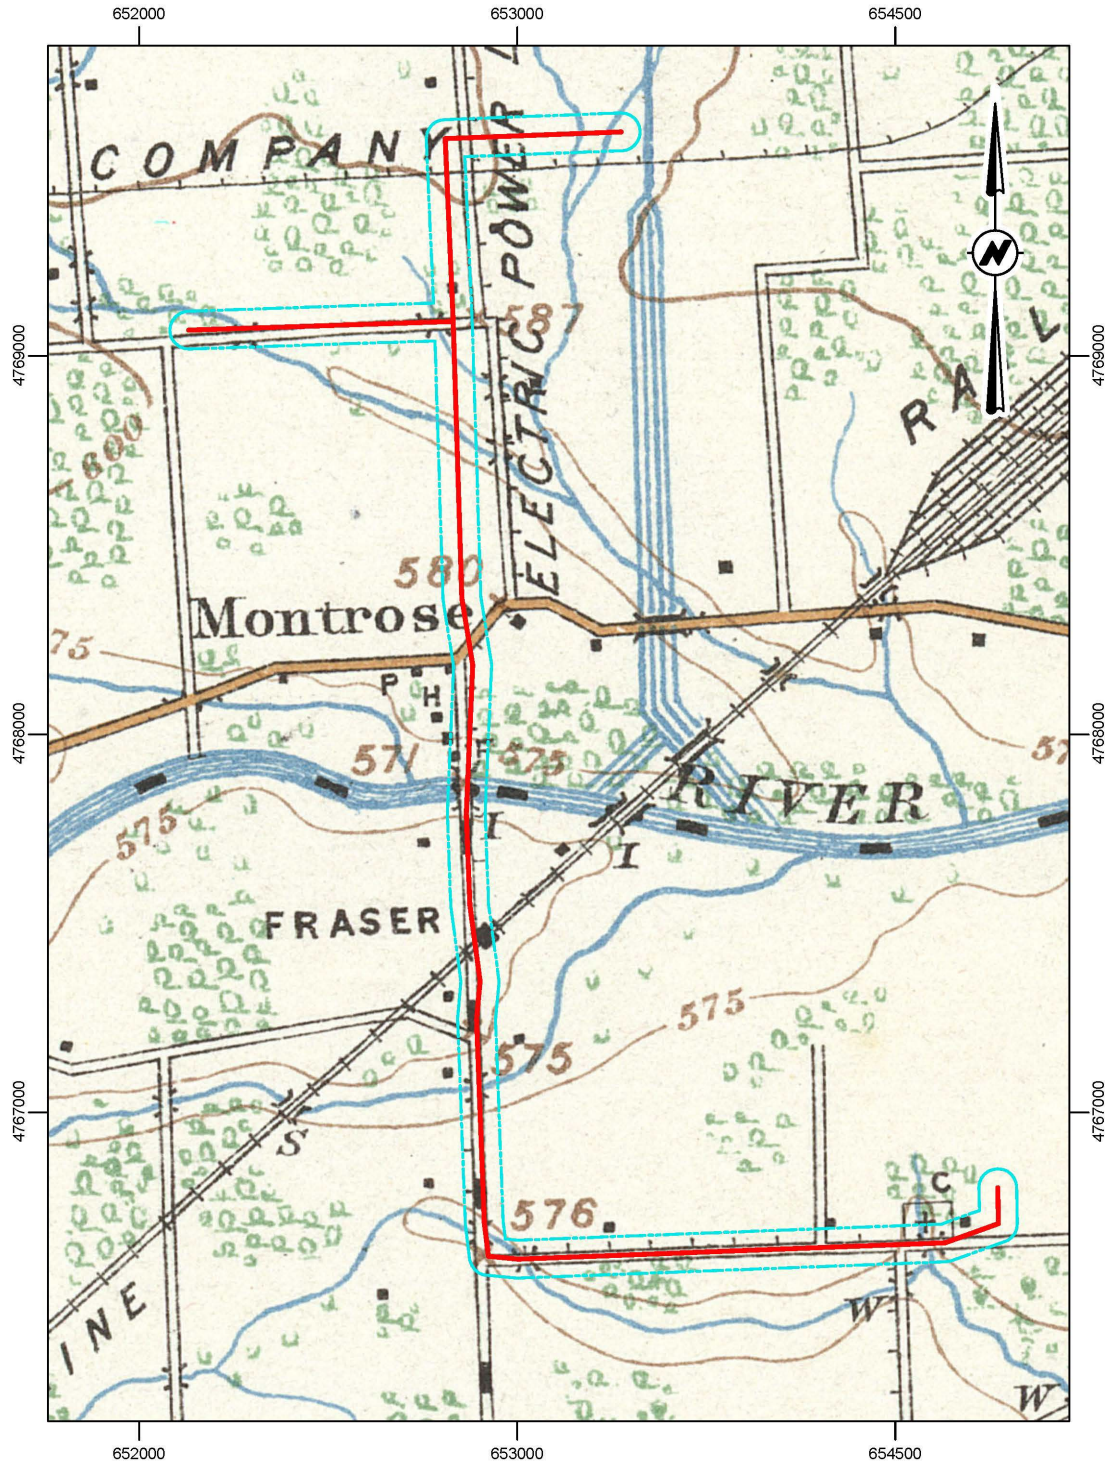 652000 653000 654500
COMPANY
ELECTRIC POWER L
N
587
4769000 4769000
RA L
600
580
Montrose
75
P H
4768000 4768000
571 575 57
RIVER
575
I
I
FRASER
575
575
4767000 4767000
S
C
576
W
INE
W
652000 653000 654500